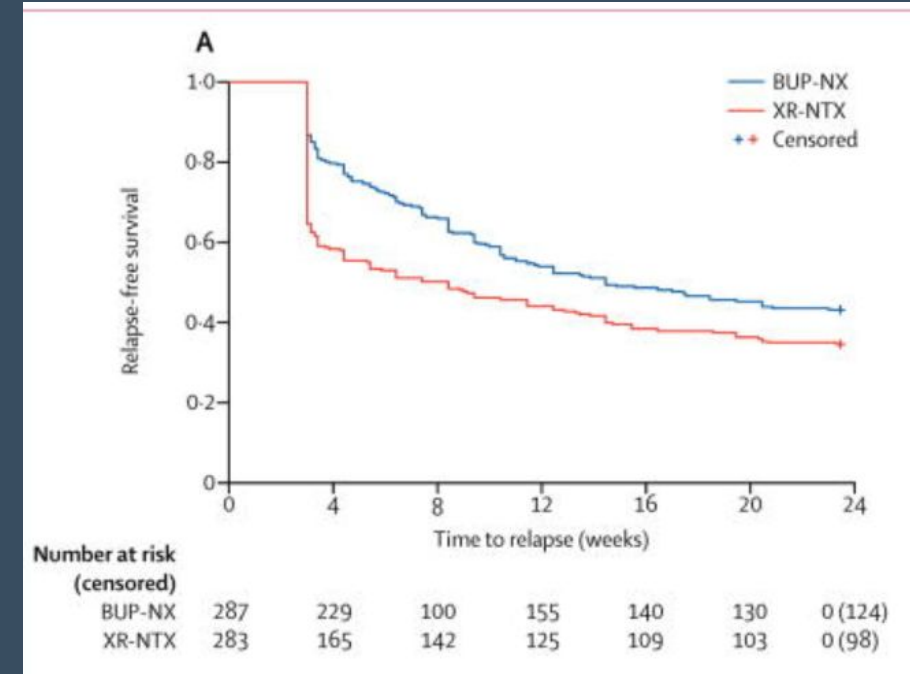 A
BUP-NX
XR-NTX
Censored
1·0
0·8
0·6
0·4
0·2
0
Relapse-free survival
0 4 8 12 16 20 24
Time to relapse (weeks)
Number at risk
(censored)
BUP-NX 287 229 100 155 140 130 0 (124)
XR-NTX 283 165 142 125 109 103 0 (98)